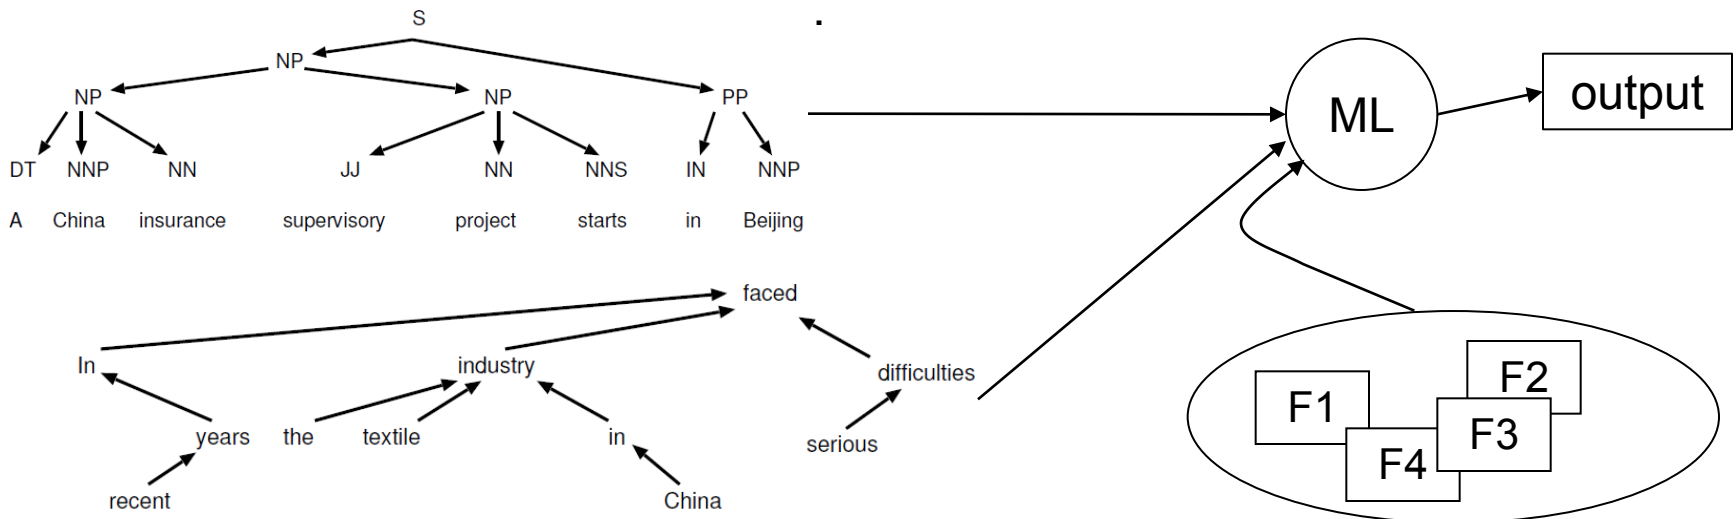 S
.
NP
NP NP PP
DT NNP NN JJ NN NNS IN NNP
A China insurance supervisory project starts in Beijing
ML
output
faced
In industry difficulties
years the textile in serious
recent China
F1 F2
F4 F3